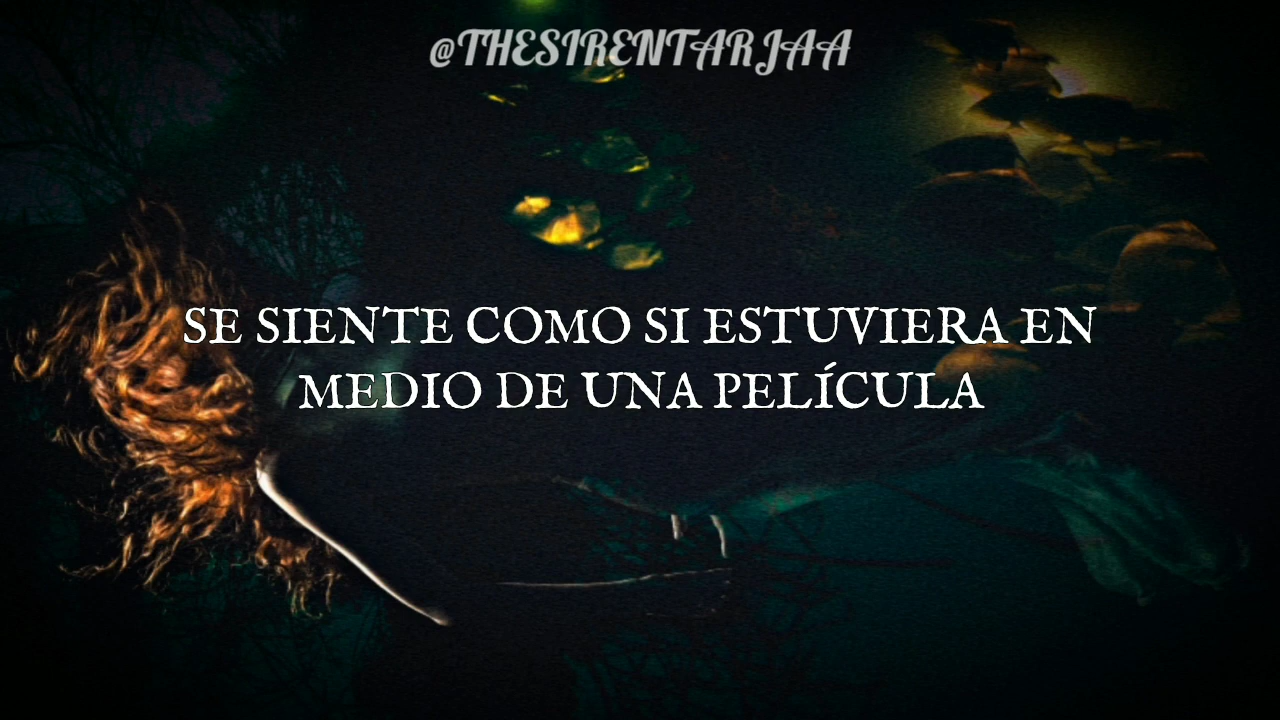 @THESIRENTARJAA
SE SIENTE COMO SI ESTUVIERA EN
MEDIO DE UNA PELÍCULA